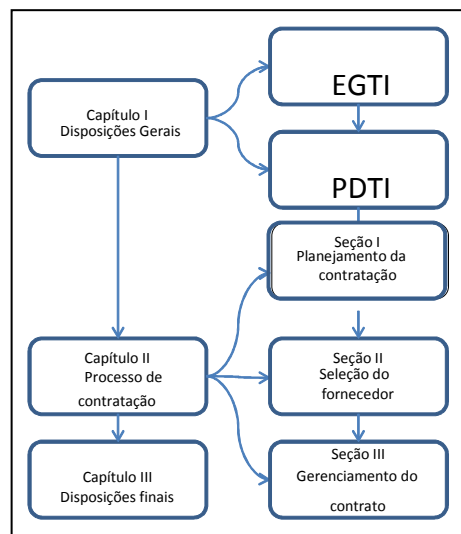 EGTI
Capítulo I
Disposições Gerais
PDTI
Seção I
Planejamento da
contratação
Capítulo II
Processo de
contratação
Seção II
Seleção do
fornecedor
Capítulo III
Disposições finais
Seção III
Gerenciamento do
contrato